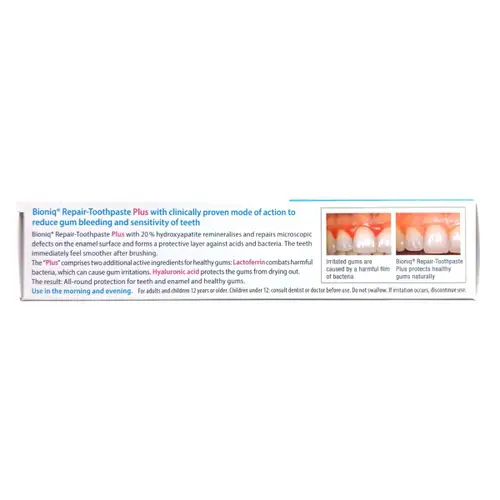 Bioniq® Repair-Toothpaste Plus with clinically proven mode of action to
reduce gum bleeding and sensitivity of teeth
Bioniq® Repair-Toothpaste Plus with 20% hydroxyapatite remineralises and repairs microscopic
defects on the enamel surface and forms a protective layer against acids and bacteria. The teeth
immediately feel smoother after brushing.
The "Plus" comprises two additional active ingredients for healthy gums: Lactoferrin combats harmful
bacteria, which can cause gum irritations. Hyaluronic acid protects the gums from drying out.
The result: All-round protection for teeth and enamel and healthy gums.
Use in the morning and evening. For adults and children 12 years or older. Children under 12: consult dentist or doctor before use. Do not swallow. If irritation occurs, discontinue use.
Irritated gums are
caused by a harmful film
of bacteria
Bioniq® Repair-Toothpaste
Plus protects healthy
gums naturally